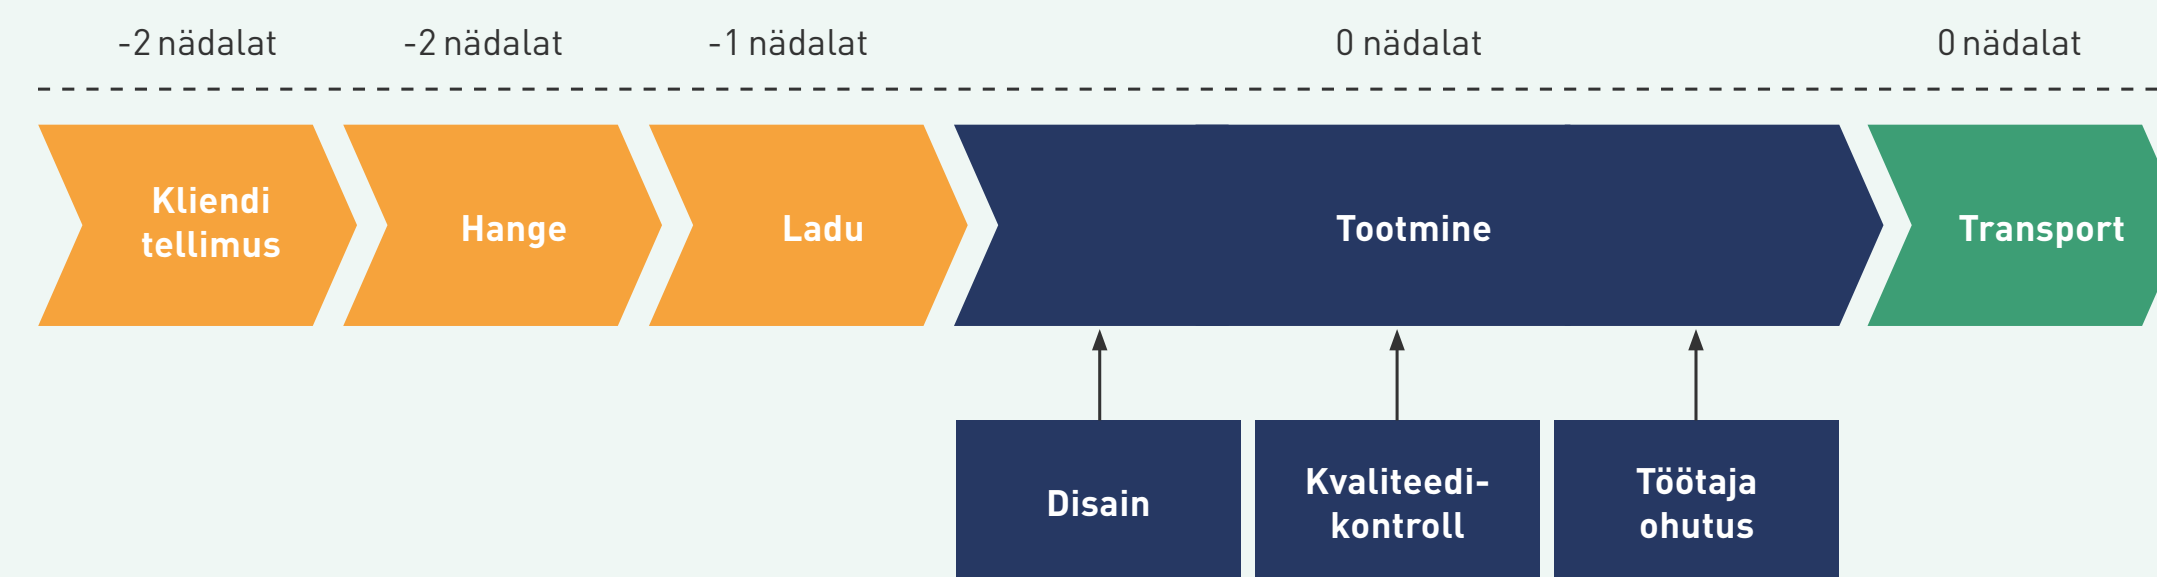 -2 nädalat
-2 nädalat
-1 nädalat
0 nädalat
0 nädalat
Kliendi
tellimus
Hange
Ladu
Tootmine
Transport
Disain
Kvaliteedi-
kontroll
Töötaja
ohutus